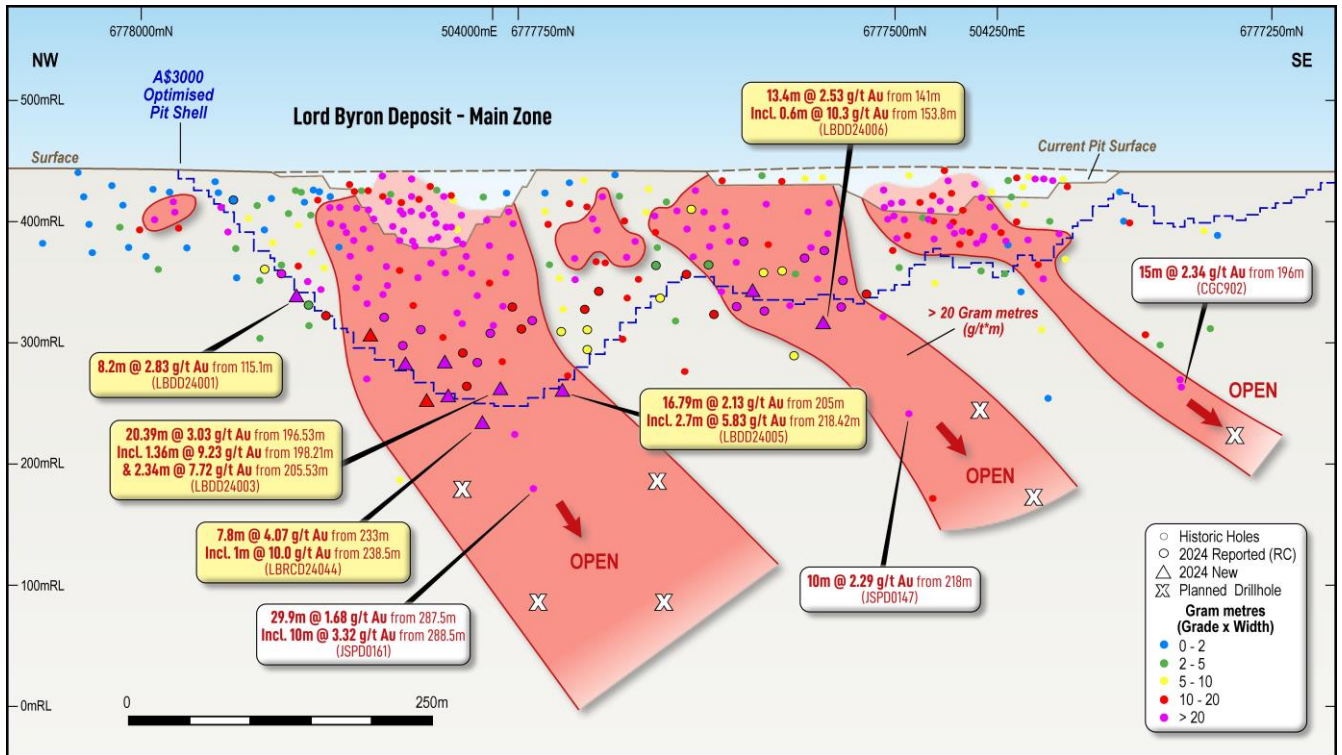 6778000mN
504000mE
6777750mN
6777500mN
504250mE
6777250mN
NW
SE
A$3000
Optimised
Pit Shell
500mRL
Lord Byron Deposit - Main Zone
13.4m @ 2.53 g/t Au from 141m
Incl. 0.6m @ 10.3 g/t Au from 153.8m
(LBDD24006)
Surface
Current Pit Surface
400mRL
15m @ 2.34 g/t Au from 196m
(CGC902)
> 20 Gram metres
(g/t*m)
300mRL
8.2m @ 2.83 g/t Au from 115.1m
(LBDD24001)
OPEN
16.79m @ 2.13 g/t Au from 205m
Incl. 2.7m @ 5.83 g/t Au from 218.42m
(LBDD24005)
20.39m @ 3.03 g/t Au from 196.53m
Incl. 1.36m @ 9.23 g/t Au from 198.21m
& 2.34m @ 7.72 g/t Au from 205.53m
(LBDD24003)
200mRL
OPEN
7.8m @ 4.07 g/t Au from 233m
Incl. 1m @ 10.0 g/t Au from 238.5m
(LBRCD24044)
OPEN
100mRL
10m @ 2.29 g/t Au from 218m
(JSPD0147)
29.9m @ 1.68 g/t Au from 287.5m
Incl. 10m @ 3.32 g/t Au from 288.5m
(JSPD0161)
Historic Holes
2024 Reported (RC)
2024 New
X Planned Drillhole
Gram metres
(Grade x Width)
0 - 2
2 - 5
5 - 10
10 - 20
> 20
0
250m
0mRL